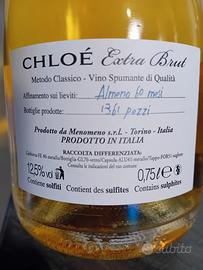 CHLOÉ Extra Brut
Metodo Classico - Vino Spumante di Qualità
Affinamento sui lieviti: Almeno 60 mesi
Bottiglie prodotte: 1361 pezzi
Prodotto da Menomeno s.r.l. - Torino - Italia
PRODOTTO IN ITALIA
RACCOLTA DIFFERENZIATA:
12,5% vol
0,75 l e
Contiene solfiti Contient des sulfites Contains sulphites
subito